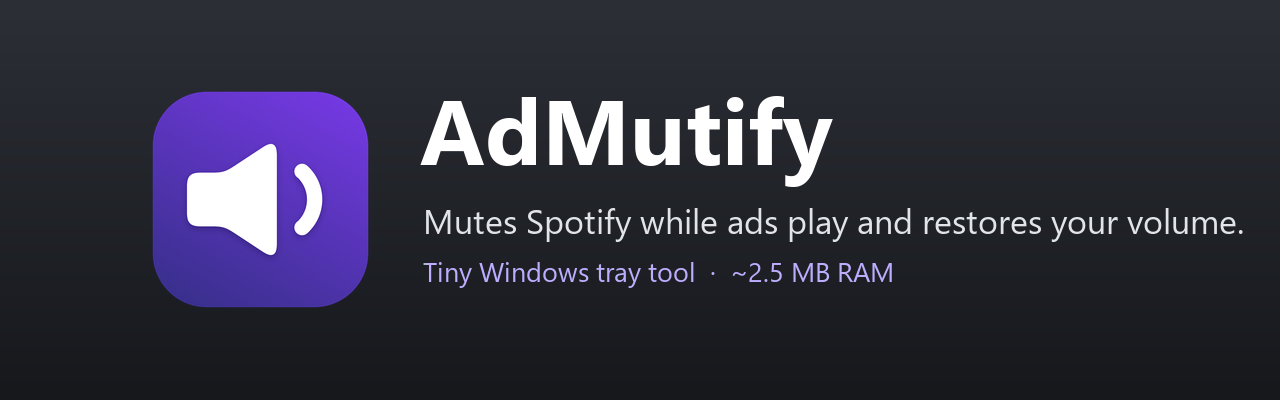 AdMutify
Mutes Spotify while ads play and restores your volume.
Tiny Windows tray tool · ~2.5 MB RAM